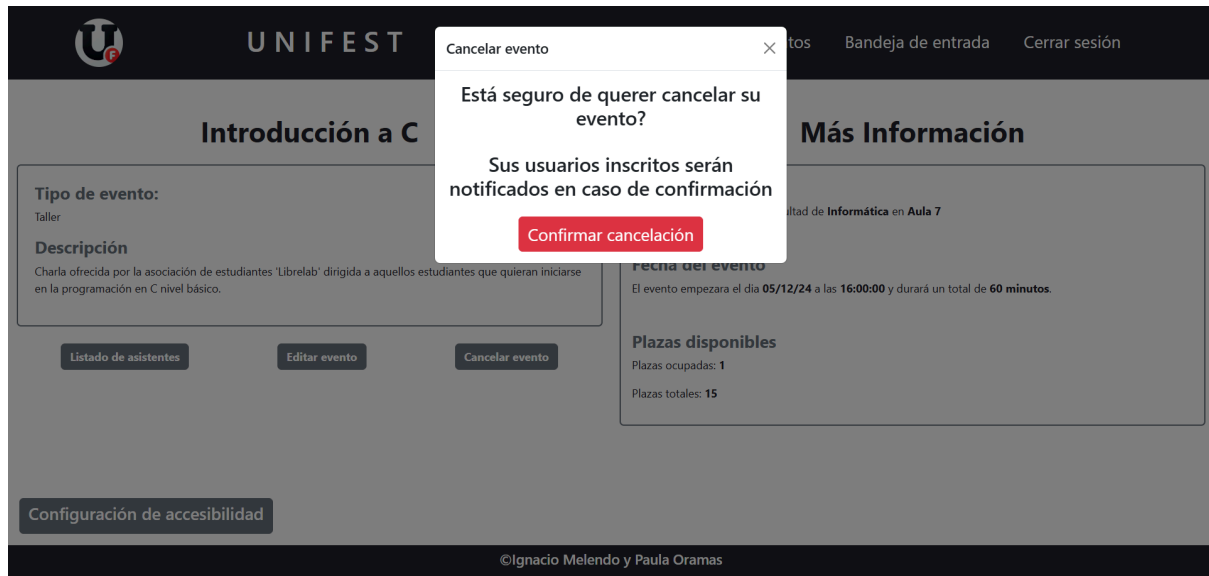 UNIFEST
Bandeja de entrada
Cerrar sesión
Cancelar evento
Está seguro de querer cancelar su
evento?
Sus usuarios inscritos serán
notificados en caso de confirmación
Confirmar cancelación
Introducción a C
Tipo de evento:
Taller
Descripción
Charla ofrecida por la asociación de estudiantes 'Librelab' dirigida a aquellos estudiantes que quieran iniciarse
en la programación en C nivel básico.
Listado de asistentes
Editar evento
Cancelar evento
Más Información
de Informática en Aula 7
Fecha del evento
El evento empezara el dia 05/12/24 a las 16:00:00 y durará un total de 60 minutos.
Plazas disponibles
Plazas ocupadas: 1
Plazas totales: 15
Configuración de accesibilidad
©Ignacio Melendo y Paula Oramas